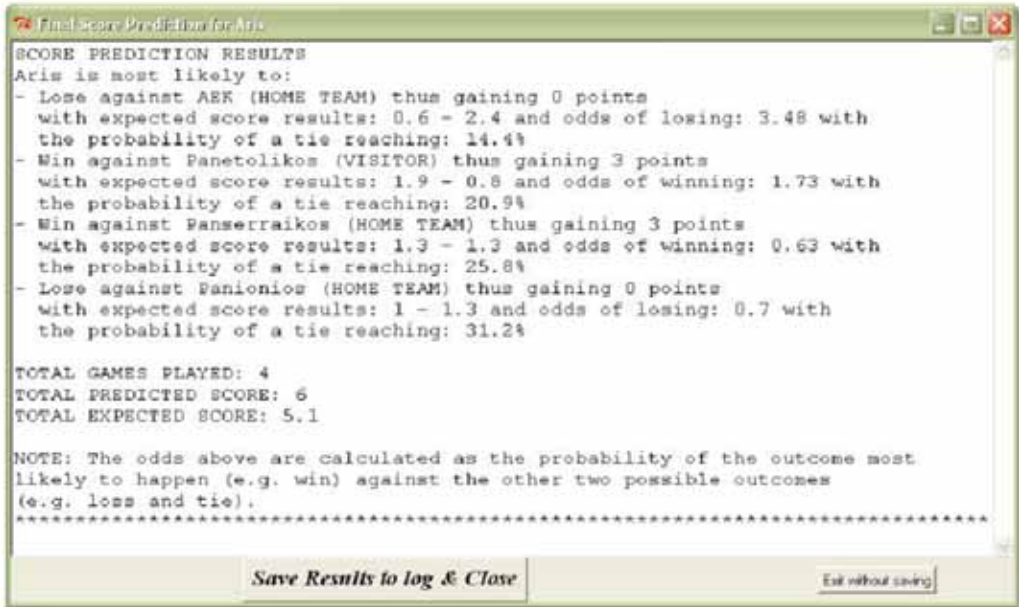 Final Score Prediction for Aris
SCORE PREDICTION RESULTS
Aris is most likely to:
- Lose against AEK (HOME TEAM) thus gaining 0 points
with expected score results: 0.6 - 2.4 and odds of losing: 3.48 with
the probability of a tie reaching: 14.4%
- Win against Panetolikos (VISITOR) thus gaining 3 points
with expected score results: 1.9 - 0.8 and odds of winning: 1.73 with
the probability of a tie reaching: 20.9%
- Win against Panserraikos (HOME TEAM) thus gaining 3 points
with expected score results: 1.3 - 1.3 and odds of winning: 0.63 with
the probability of a tie reaching: 25.8%
- Lose against Panionios (HOME TEAM) thus gaining 0 points
with expected score results: 1 - 1.3 and odds of losing: 0.7 with
the probability of a tie reaching: 31.2%
TOTAL GAMES PLAYED: 4
TOTAL PREDICTED SCORE: 6
TOTAL EXPECTED SCORE: 5.1
NOTE: The odds above are calculated as the probability of the outcome most
likely to happen (e.g. win) against the other two possible outcomes
(e.g. loss and tie).
*********************************************************************************
Save Results to log & Close
Exit without saving